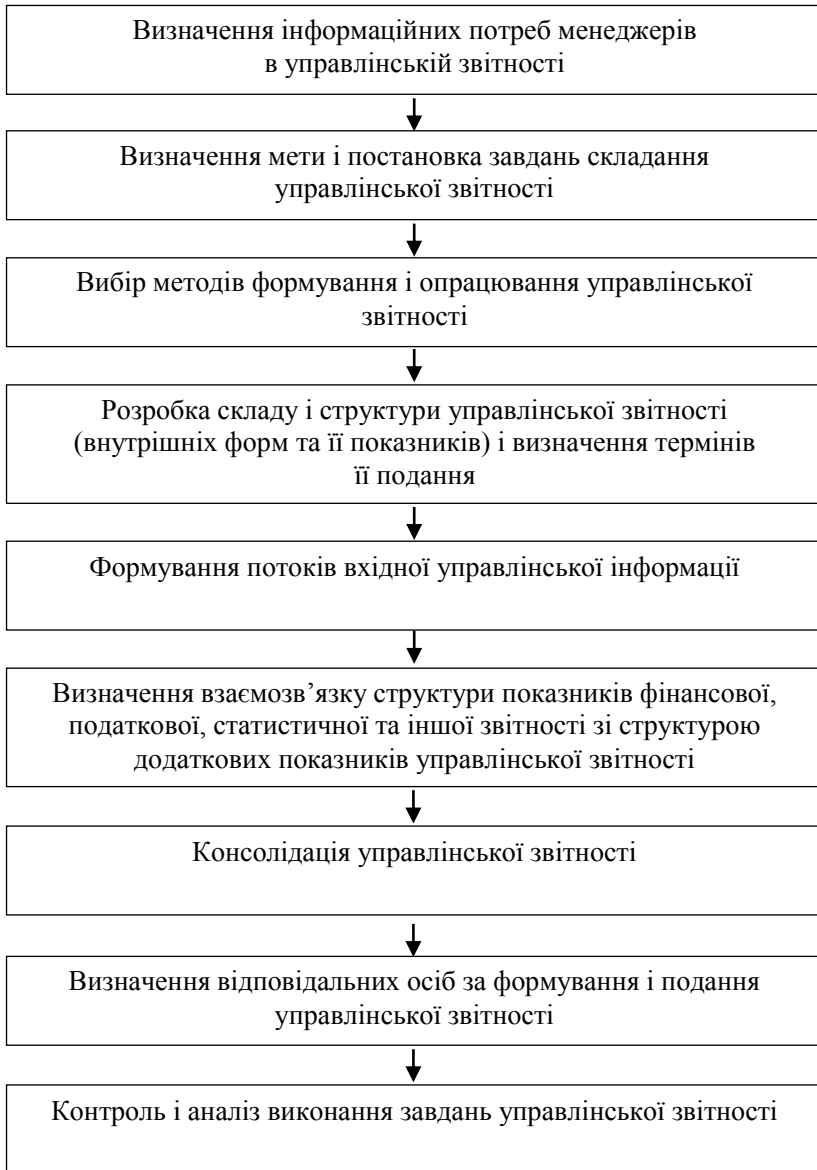 Визначення інформаційних потреб менеджерів
в управлінській звітності
Визначення мети і постановка завдань складання
управлінської звітності
Вибір методів формування і опрацювання управлінської
звітності
Розробка складу і структури управлінської звітності
(внутрішніх форм та її показників) і визначення термінів
її подання
Формування потоків вхідної управлінської інформації
Визначення взаємозв’язку структури показників фінансової,
податкової, статистичної та іншої звітності зі структурою
додаткових показників управлінської звітності
Консолідація управлінської звітності
Визначення відповідальних осіб за формування і подання
управлінської звітності
Контроль і аналіз виконання завдань управлінської звітності